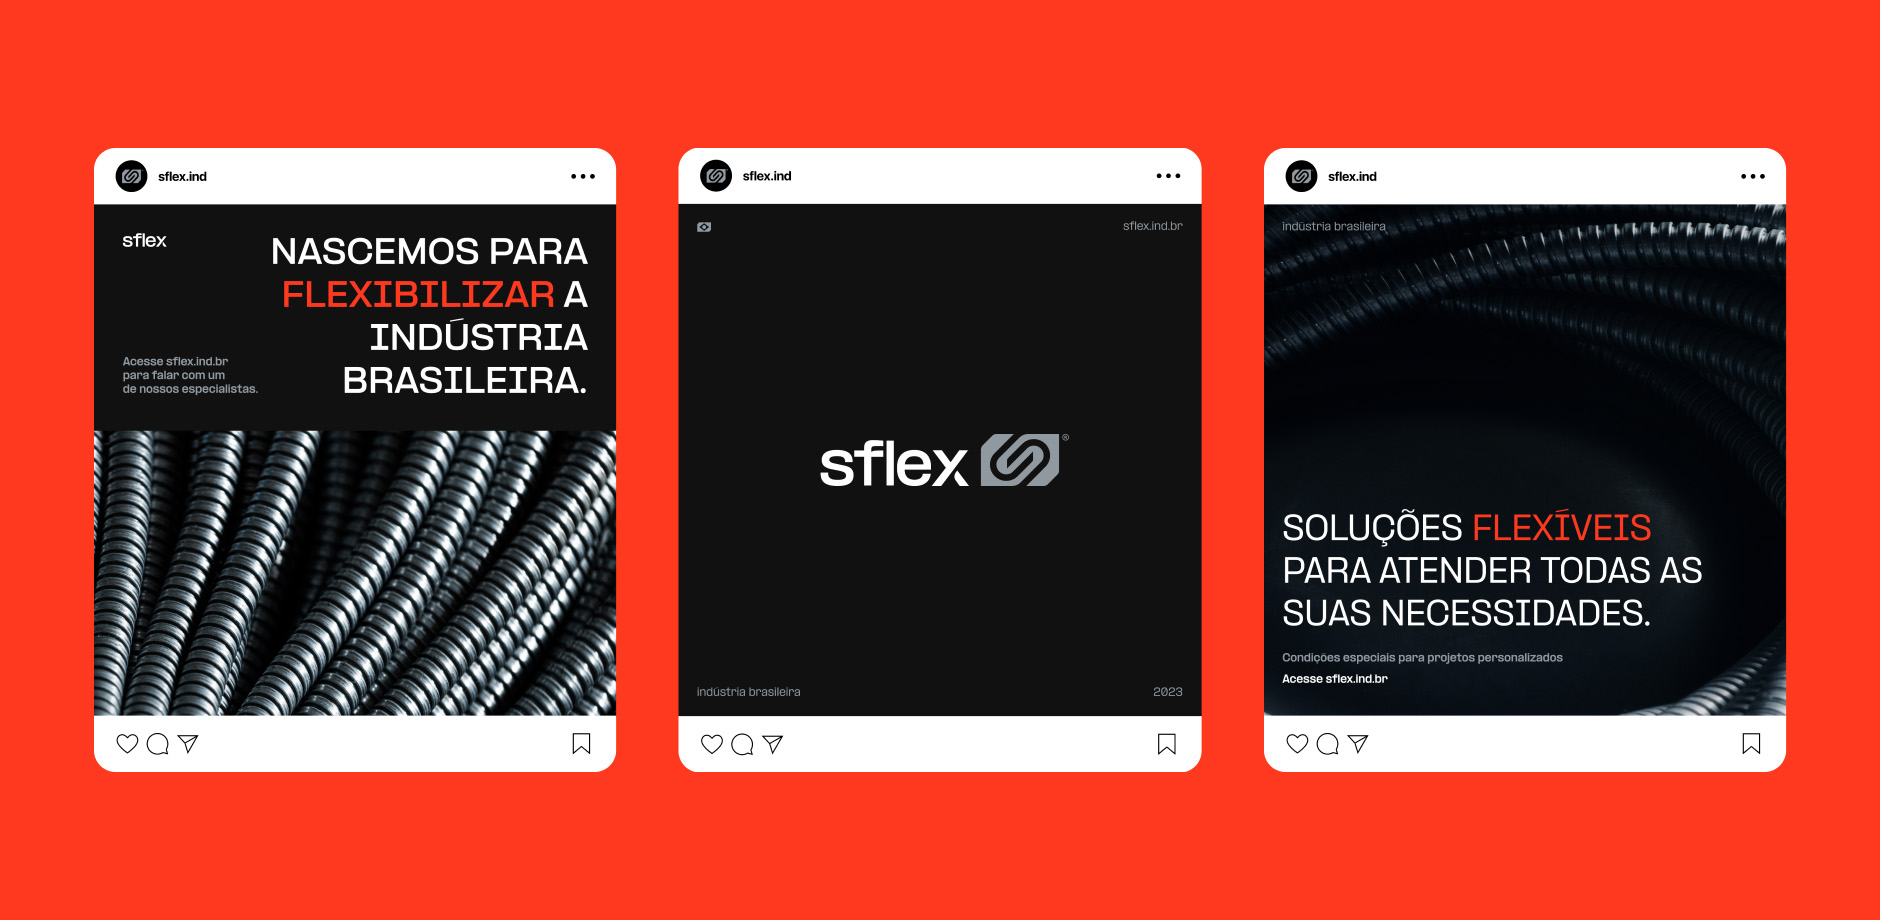 sflex.ind
sflex
NASCEMOS PARA
FLEXIBILIZAR A
INDÚSTRIA
BRASILEIRA.
Acesse sflex.ind.br
para falar com um
de nossos especialistas.
sflex.ind
sflex.ind.br
sflex ®
indústria brasileira
2023
sflex.ind
indústria brasileira
SOLUÇÕES FLEXÍVEIS
PARA ATENDER TODAS AS
SUAS NECESSIDADES.
Condições especiais para projetos personalizados
Acesse sflex.ind.br